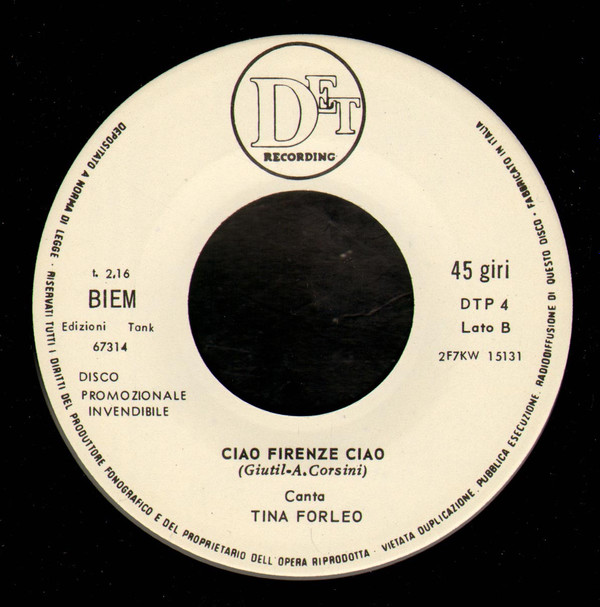 DET
RECORDING
DEPOSITATO A NORMA DI LEGGE · RISERVATI TUTTI I DIRITTI DEL PRODUTTORE FONOGRAFICO E DEL PROPRIETARIO DELL'OPERA RIPRODOTTA · VIETATA DUPLICAZIONE. PUBBLICA ESECUZIONE. RADIODIFFUSIONE DI QUESTO DISCO · FABBRICATO IN ITALIA
t. 2,16
BIEM
Edizioni Tank
67314
DISCO
PROMOZIONALE
INVENDIBILE
45 giri
DTP 4
Lato B
2F7KW 15131
CIAO FIRENZE CIAO
(Giutil-A.Corsini)
Canta
TINA FORLEO